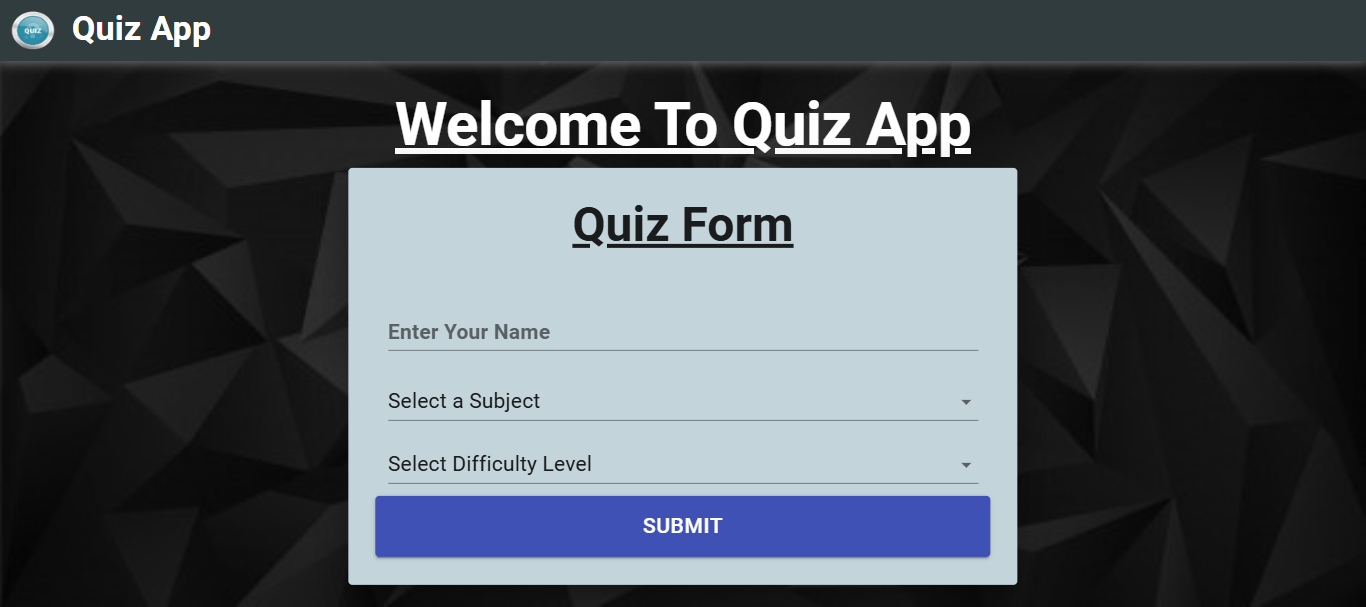 QUIZ
Quiz App
Welcome To Quiz App
Quiz Form
Enter Your Name
Select a Subject
Select Difficulty Level
SUBMIT